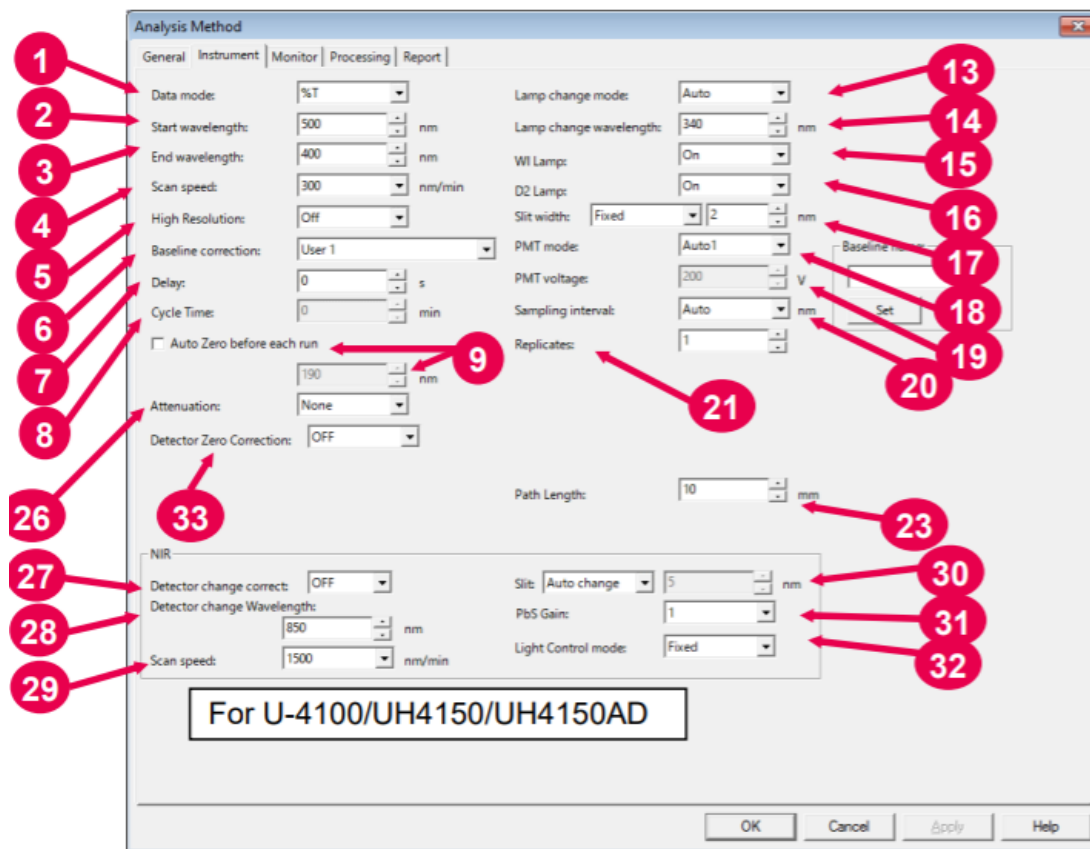 Analysis Method
General Instrument Monitor Processing Report
1 Data mode: %T Lamp change mode: Auto 13
2 Start wavelength: 500 nm Lamp change wavelength: 340 nm 14
3 End wavelength: 400 nm WI Lamp: On 15
4 Scan speed: 300 nm/min D2 Lamp: On 16
5 High Resolution: Off Slit width: Fixed 2 nm 17
6 Baseline correction: User 1 PMT mode: Auto1 18 Baseline
7 Delay: 0 s PMT voltage: 200 V 19
8 Cycle Time: 0 min Sampling interval: Auto nm 20 Set
Auto Zero before each run 9 Replicates: 1 21
190 nm
26 Attenuation: None
33 Detector Zero Correction: OFF
Path Length: 10 mm 23
NIR
27 Detector change correct: OFF Slit: Auto change 5 nm 30
28 Detector change Wavelength: PbS Gain: 1 31
850 nm
29 Scan speed: 1500 nm/min Light Control mode: Fixed 32
For U-4100/UH4150/UH4150AD
OK Cancel Apply Help